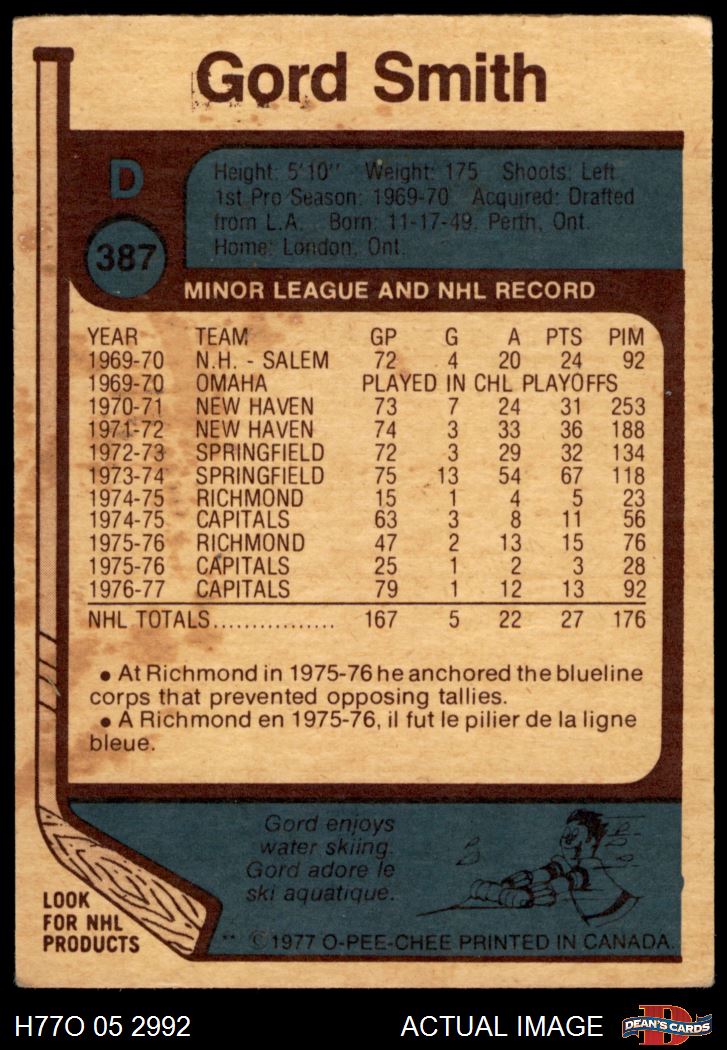 Gord Smith
D
387
Height: 5'10" Weight: 175 Shoots: Left
1st Pro Season: 1969-70 Acquired: Drafted
from L.A. Born: 11-17-49. Perth, Ont.
Home: London, Ont.
MINOR LEAGUE AND NHL RECORD
YEAR TEAM GP G A PTS PIM
1969-70 N.H. - SALEM 72 4 20 24 92
1969-70 OMAHA PLAYED IN CHL PLAYOFFS
1970-71 NEW HAVEN 73 7 24 31 253
1971-72 NEW HAVEN 74 3 33 36 188
1972-73 SPRINGFIELD 72 3 29 32 134
1973-74 SPRINGFIELD 75 13 54 67 118
1974-75 RICHMOND 15 1 4 5 23
1974-75 CAPITALS 63 3 8 11 56
1975-76 RICHMOND 47 2 13 15 76
1975-76 CAPITALS 25 1 2 3 28
1976-77 CAPITALS 79 1 12 13 92
NHL TOTALS................ 167 5 22 27 176
• At Richmond in 1975-76 he anchored the blueline
corps that prevented opposing tallies.
• A Richmond en 1975-76, il fut le pilier de la ligne
bleue.
Gord enjoys
water skiing.
Gord adore le
ski aquatique.
LOOK
FOR NHL
PRODUCTS
** ©1977 O-PEE-CHEE PRINTED IN CANADA.
H77O 05 2992
ACTUAL IMAGE
D
DEAN'S CARDS